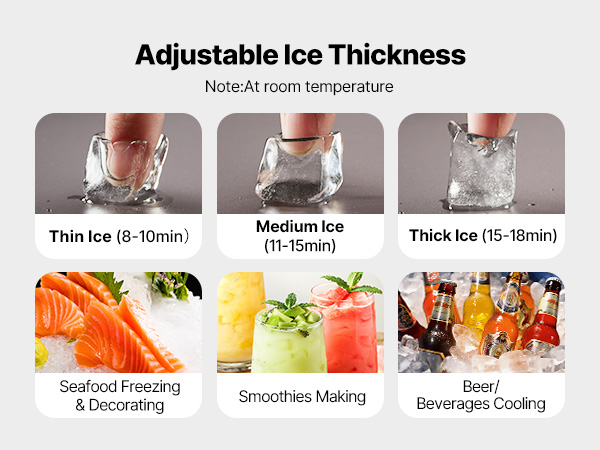 Adjustable Ice Thickness
Note:At room temperature
Thin Ice (8-10min）
Medium Ice
(11-15min)
Thick Ice (15-18min)
Seafood Freezing
& Decorating
Smoothies Making
Beer/
Beverages Cooling